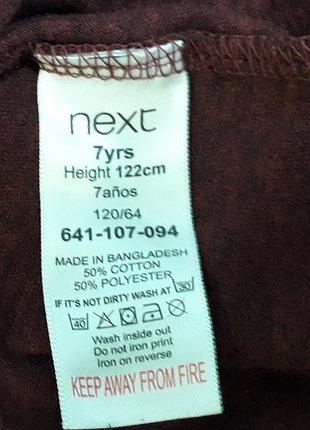 next
7yrs
Height 122cm
7años
120/64
641-107-094
MADE IN BANGLADESH
50% COTTON
50% POLYESTER
IF IT'S NOT DIRTY WASH AT 30
40
Wash inside out
Do not iron print
Iron on reverse
KEEP AWAY FROM FIRE